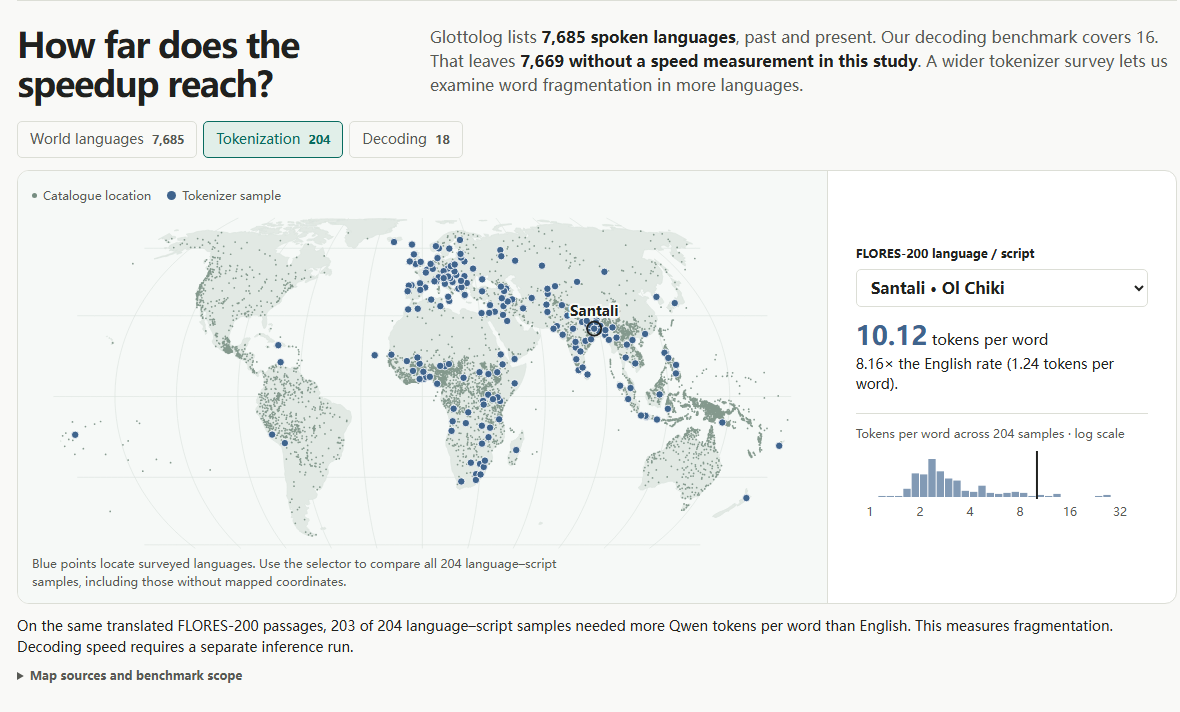 How far does the
speedup reach?
Glottolog lists 7,685 spoken languages, past and present. Our decoding benchmark covers 16.
That leaves 7,669 without a speed measurement in this study. A wider tokenizer survey lets us
examine word fragmentation in more languages.
World languages 7,685
Tokenization 204
Decoding 18
Catalogue location
Tokenizer sample
Santali
Blue points locate surveyed languages. Use the selector to compare all 204 language–script
samples, including those without mapped coordinates.
FLORES-200 language / script
Santali • Ol Chiki
10.12 tokens per word
8.16× the English rate (1.24 tokens per
word).
Tokens per word across 204 samples · log scale
1 2 4 8 16 32
On the same translated FLORES-200 passages, 203 of 204 language–script samples needed more Qwen tokens per word than English. This measures fragmentation.
Decoding speed requires a separate inference run.
Map sources and benchmark scope